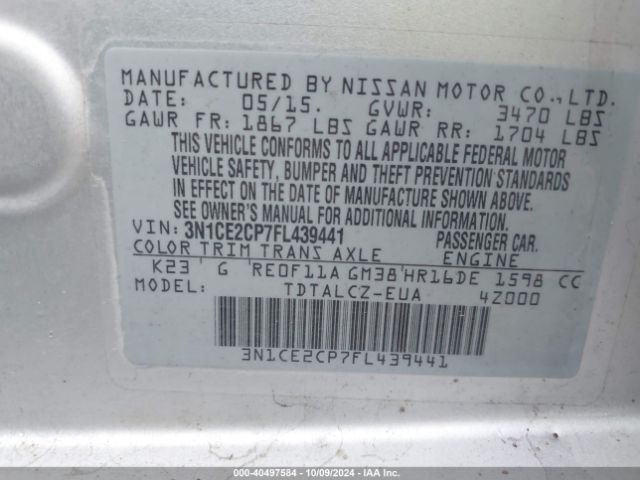 MANUFACTURED BY NISSAN MOTOR CO.,LTD.
DATE: 05/15. GVWR: 3470 LBS
GAWR FR: 1867 LBS GAWR RR: 1704 LBS
THIS VEHICLE CONFORMS TO ALL APPLICABLE FEDERAL MOTOR
VEHICLE SAFETY, BUMPER AND THEFT PREVENTION STANDARDS
IN EFFECT ON THE DATE OF MANUFACTURE SHOWN ABOVE.
SEE OWNER'S MANUAL FOR ADDITIONAL INFORMATION.
VIN: 3N1CE2CP7FL439441 PASSENGER CAR.
COLOR TRIM TRANS AXLE ENGINE
K23 G RE0F11A GM38 HR16DE 1598 CC
MODEL: TDTALCZ-EUA 4Z000
3N1CE2CP7FL439441
000-40497584 | 10/09/2024 | IAA.com